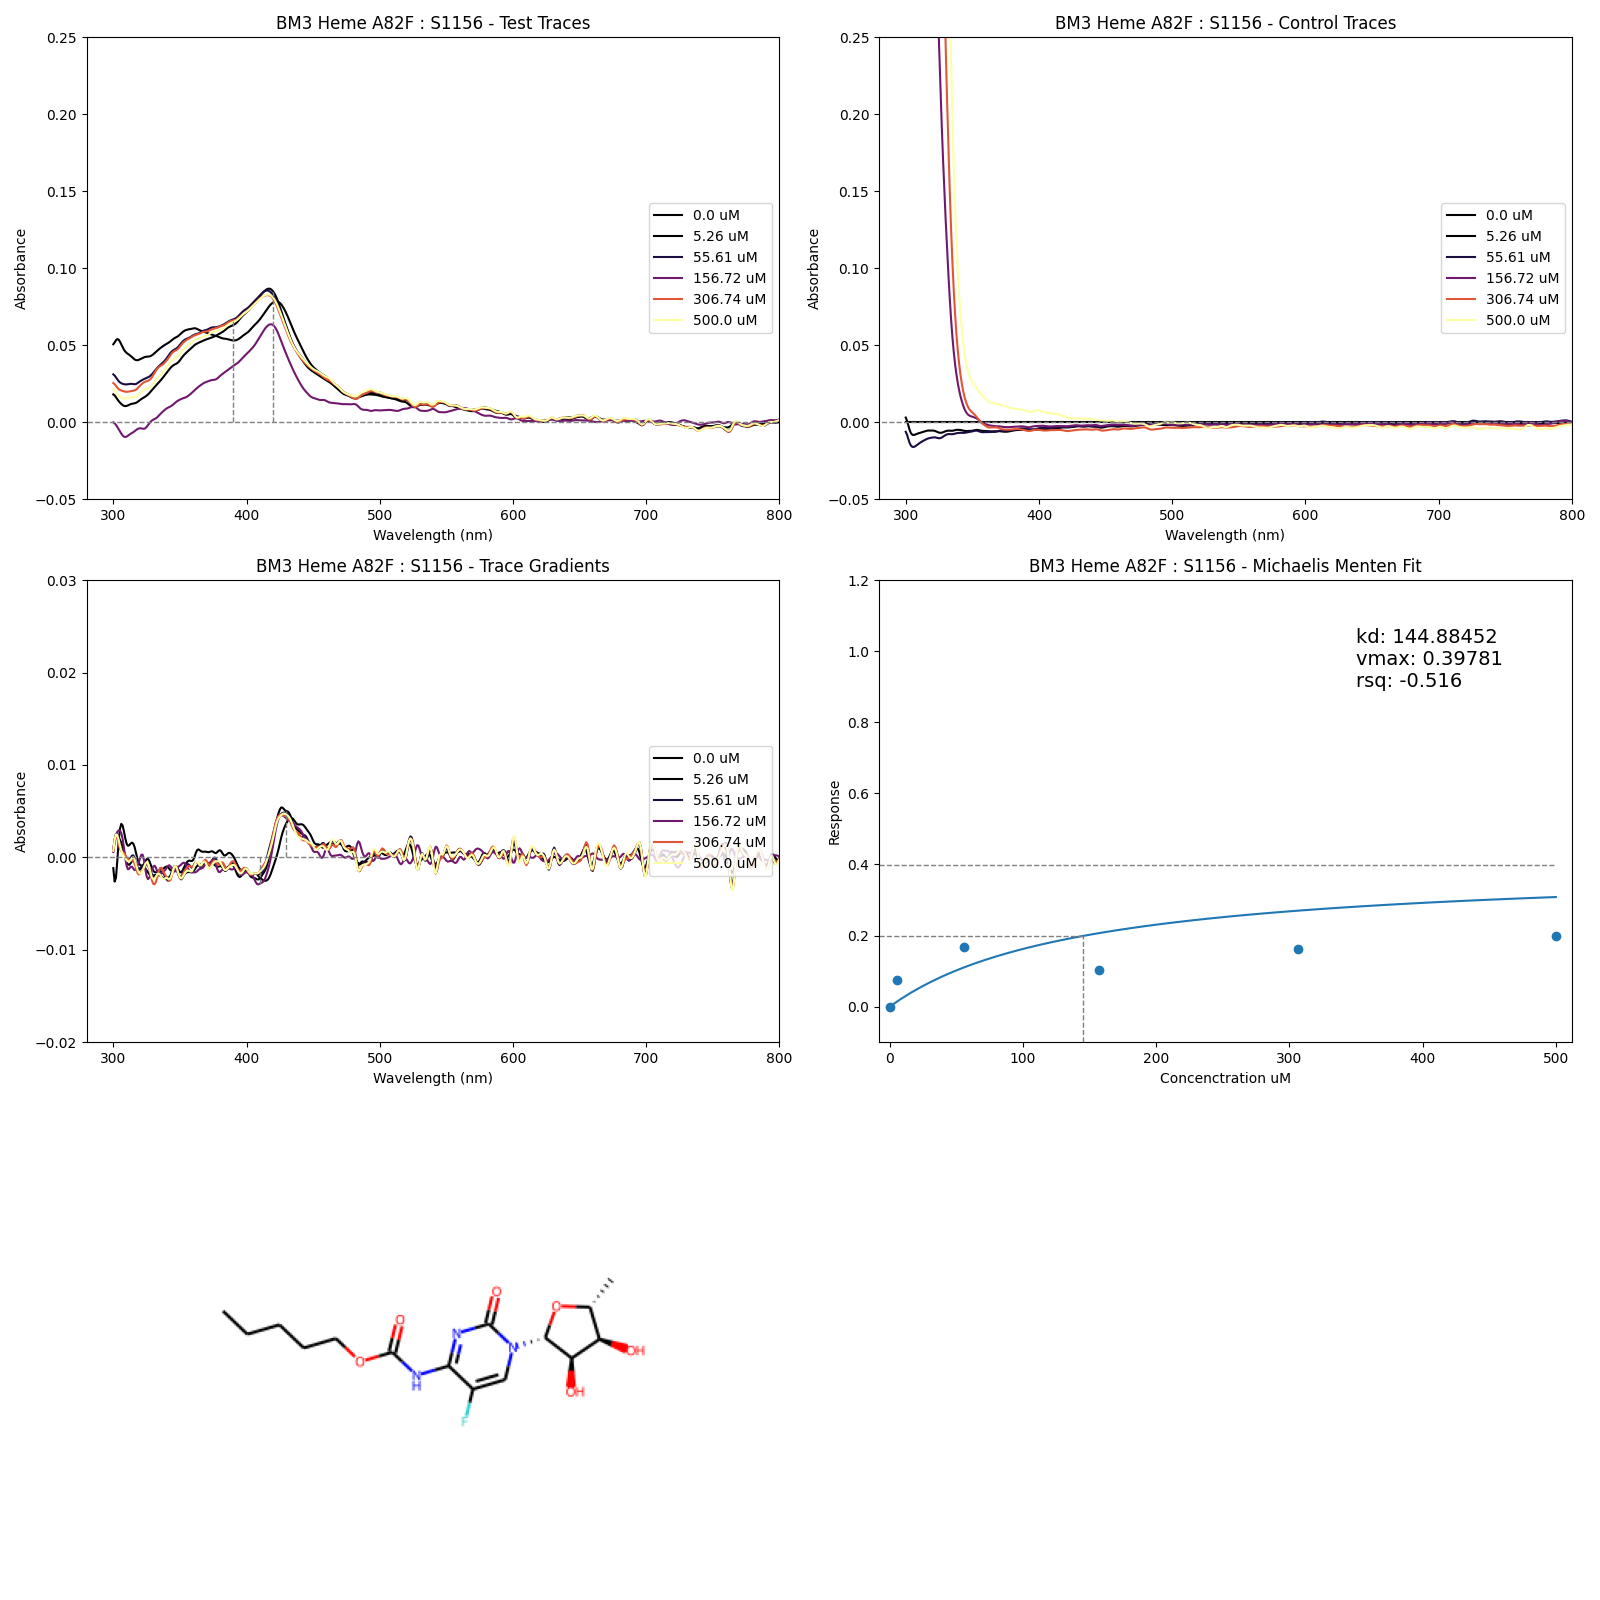 BM3 Heme A82F : S1156 - Test Traces
Absorbance
0.25
0.20
0.15
0.10
0.05
0.00
−0.05
0.0 uM
5.26 uM
55.61 uM
156.72 uM
306.74 uM
500.0 uM
300 400 500 600 700 800
Wavelength (nm)
BM3 Heme A82F : S1156 - Control Traces
Absorbance
0.25
0.20
0.15
0.10
0.05
0.00
−0.05
0.0 uM
5.26 uM
55.61 uM
156.72 uM
306.74 uM
500.0 uM
300 400 500 600 700 800
Wavelength (nm)
BM3 Heme A82F : S1156 - Trace Gradients
Absorbance
0.03
0.02
0.01
0.00
−0.01
−0.02
0.0 uM
5.26 uM
55.61 uM
156.72 uM
306.74 uM
500.0 uM
300 400 500 600 700 800
Wavelength (nm)
BM3 Heme A82F : S1156 - Michaelis Menten Fit
Response
1.2
1.0
0.8
0.6
0.4
0.2
0.0
kd: 144.88452
vmax: 0.39781
rsq: -0.516
0 100 200 300 400 500
Concenctration uM
O
O
O
N
N
O
N
H
F
OH
OH